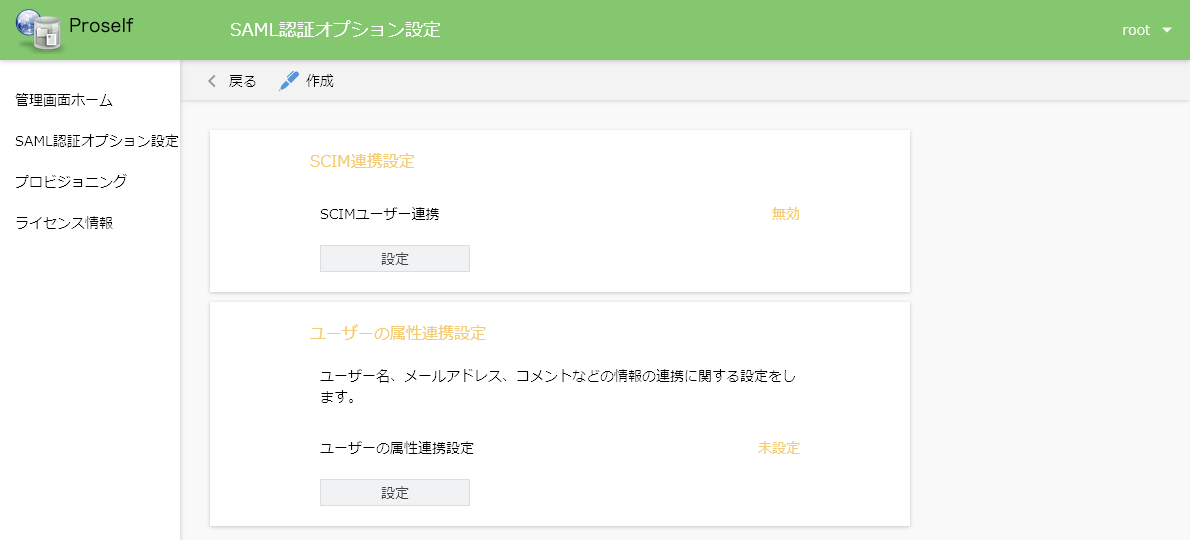 Proself
SAML認証オプション設定
root
戻る
作成
管理画面ホーム
SAML認証オプション設定
プロビジョニング
ライセンス情報
SCIM連携設定
SCIMユーザー連携
無効
設定
ユーザーの属性連携設定
ユーザー名、メールアドレス、コメントなどの情報の連携に関する設定をし
ます。
ユーザーの属性連携設定
未設定
設定